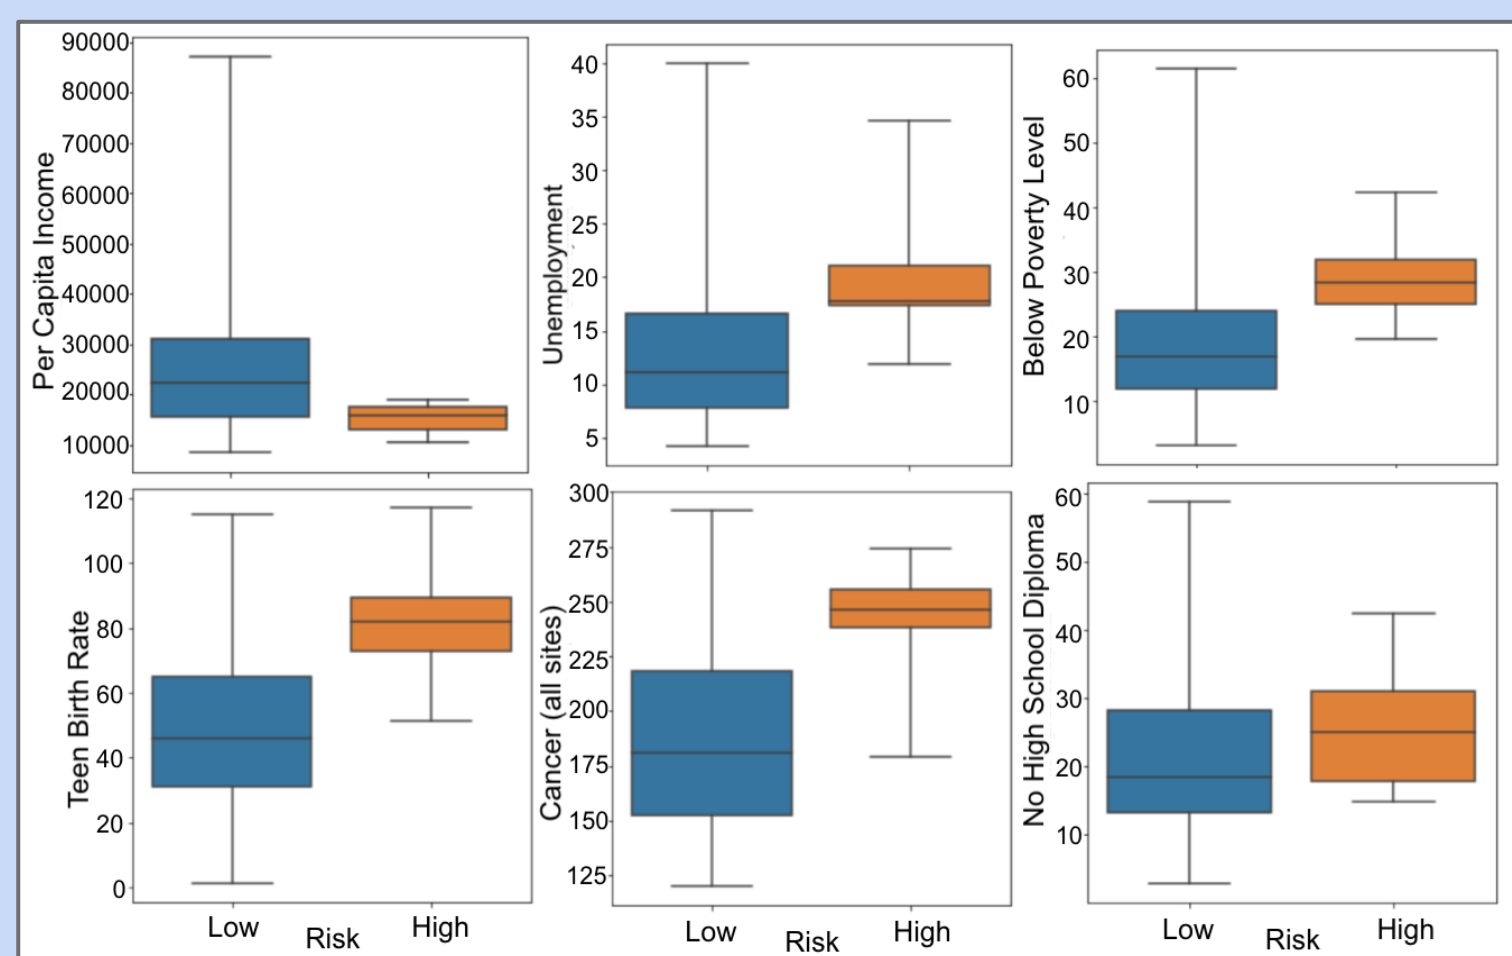 Per Capita Income
90000
80000
70000
60000
50000
40000
30000
20000
10000
Unemployment
40
35
30
25
20
15
10
5
Below Poverty Level
60
50
40
30
20
10
Teen Birth Rate
120
100
80
60
40
20
0
Low
Risk
High
Cancer (all sites)
300
275
250
225
200
175
150
125
Low
Risk
High
No High School Diploma
60
50
40
30
20
10
Low
Risk
High